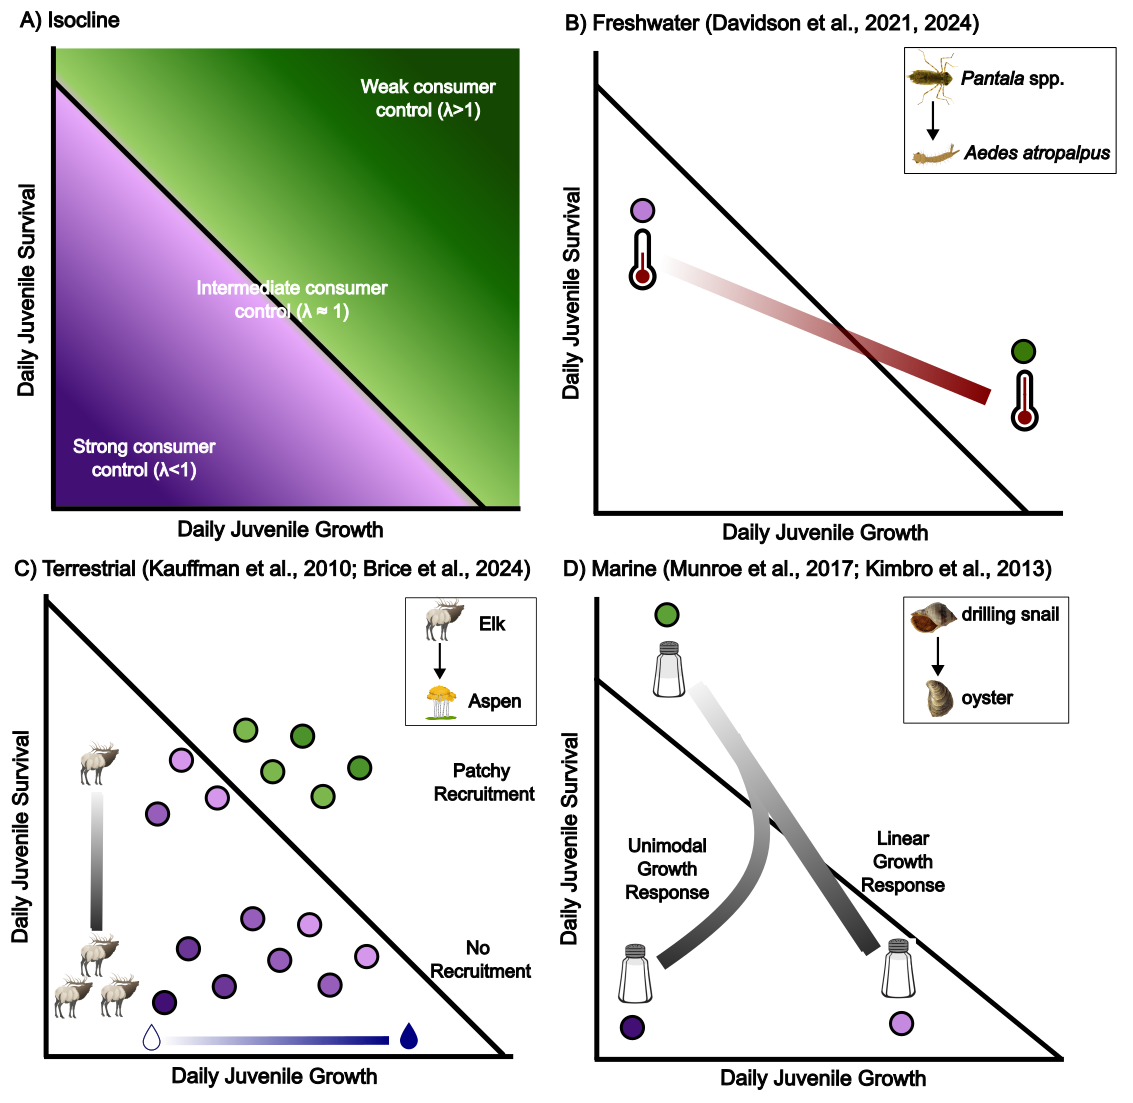 A) Isocline
Weak consumer
control (λ>1)
Intermediate consumer
control (λ ≈ 1)
Strong consumer
control (λ<1)
Daily Juvenile Survival
Daily Juvenile Growth
B) Freshwater (Davidson et al., 2021, 2024)
Pantala spp.
Aedes atropalpus
Daily Juvenile Survival
Daily Juvenile Growth
C) Terrestrial (Kauffman et al., 2010; Brice et al., 2024)
Elk
Aspen
Patchy
Recruitment
No
Recruitment
Daily Juvenile Survival
Daily Juvenile Growth
D) Marine (Munroe et al., 2017; Kimbro et al., 2013)
drilling snail
oyster
Unimodal
Growth
Response
Linear
Growth
Response
Daily Juvenile Survival
Daily Juvenile Growth